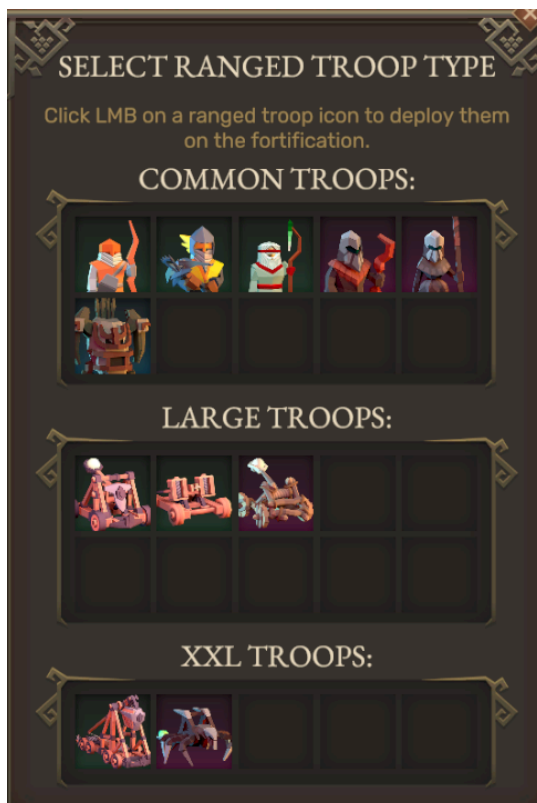 SELECT RANGED TROOP TYPE
Click LMB on a ranged troop icon to deploy them
on the fortification.
COMMON TROOPS:
LARGE TROOPS:
XXL TROOPS: